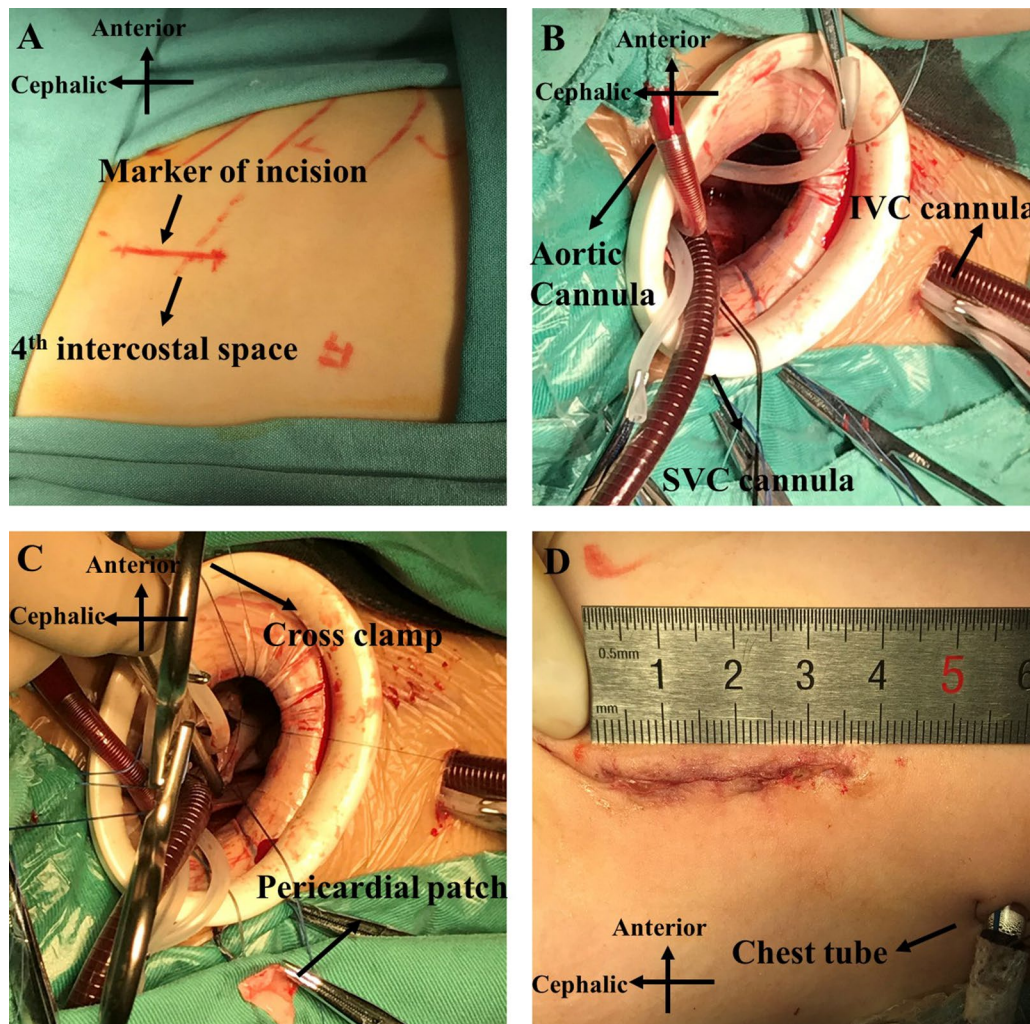 A
Anterior
Cephalic
Marker of incision
4th intercostal space
B
Anterior
Cephalic
IVC cannula
Aortic
Cannula
SVC cannula
C
Anterior
Cephalic
Cross clamp
Pericardial patch
D
0.5mm
1 2 3 4 5 6
mm
Anterior
Cephalic
Chest tube